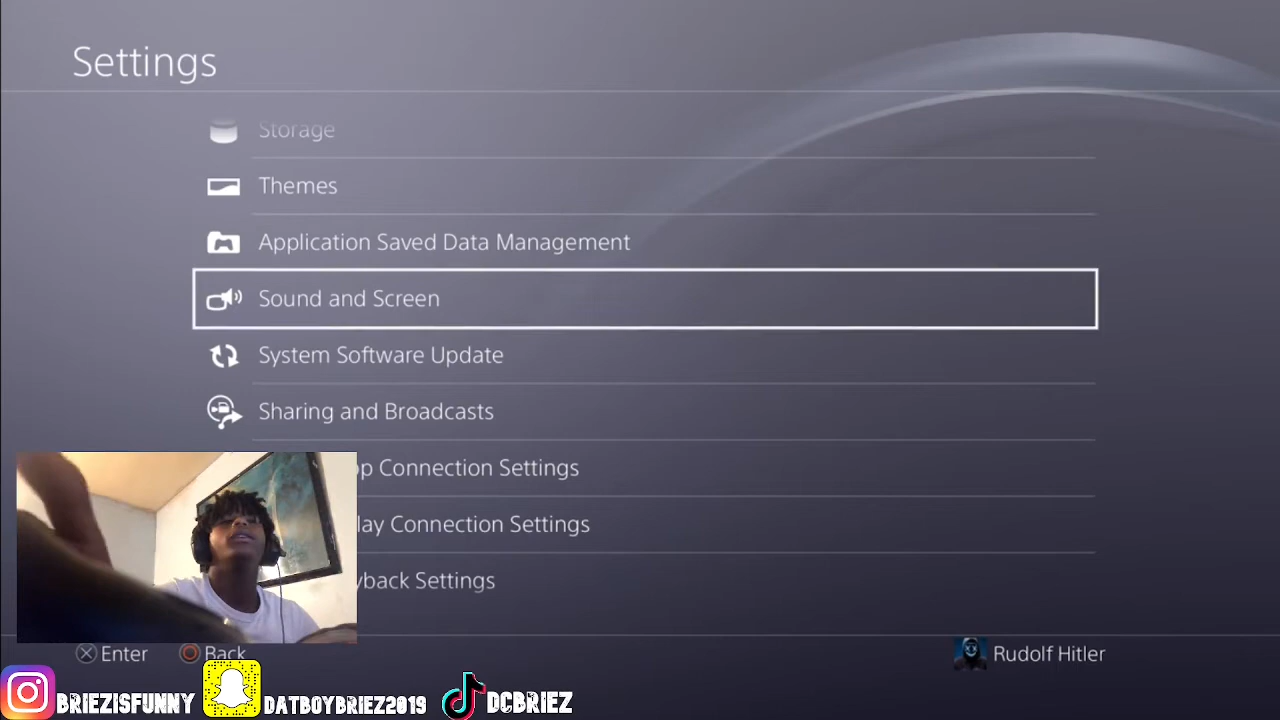 Settings
Storage
Themes
Application Saved Data Management
Sound and Screen
System Software Update
Sharing and Broadcasts
p Connection Settings
lay Connection Settings
yback Settings
Enter Back
Rudolf Hitler
BRIEZISFUNNY DATBOYBRIEZ2019 DCBRIEZ